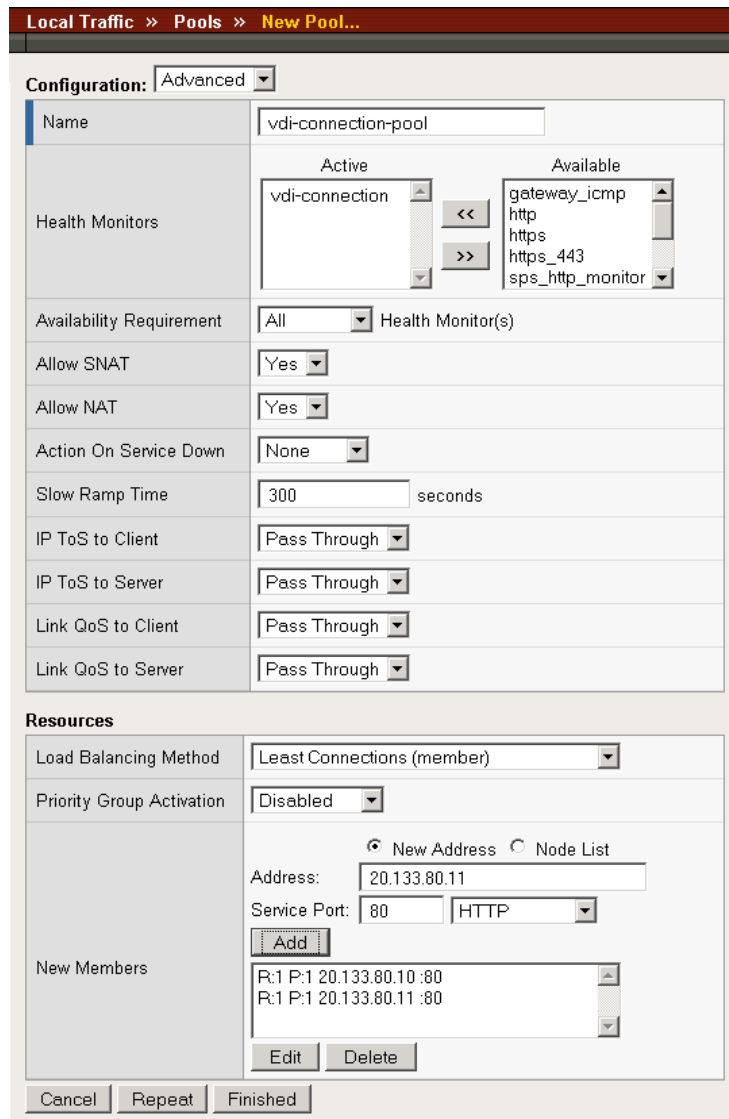 Local Traffic » Pools » New Pool...
Configuration: Advanced
Name vdi-connection-pool
Active Available
Health Monitors
vdi-connection
<<
>>
gateway_icmp
http
https
https_443
sps_http_monitor
Availability Requirement All Health Monitor(s)
Allow SNAT Yes
Allow NAT Yes
Action On Service Down None
Slow Ramp Time 300 seconds
IP ToS to Client Pass Through
IP ToS to Server Pass Through
Link QoS to Client Pass Through
Link QoS to Server Pass Through
Resources
Load Balancing Method Least Connections (member)
Priority Group Activation Disabled
New Members
New Address Node List
Address: 20.133.80.11
Service Port: 80 HTTP
Add
R:1 P:1 20.133.80.10 :80
R:1 P:1 20.133.80.11 :80
Edit Delete
Cancel Repeat Finished